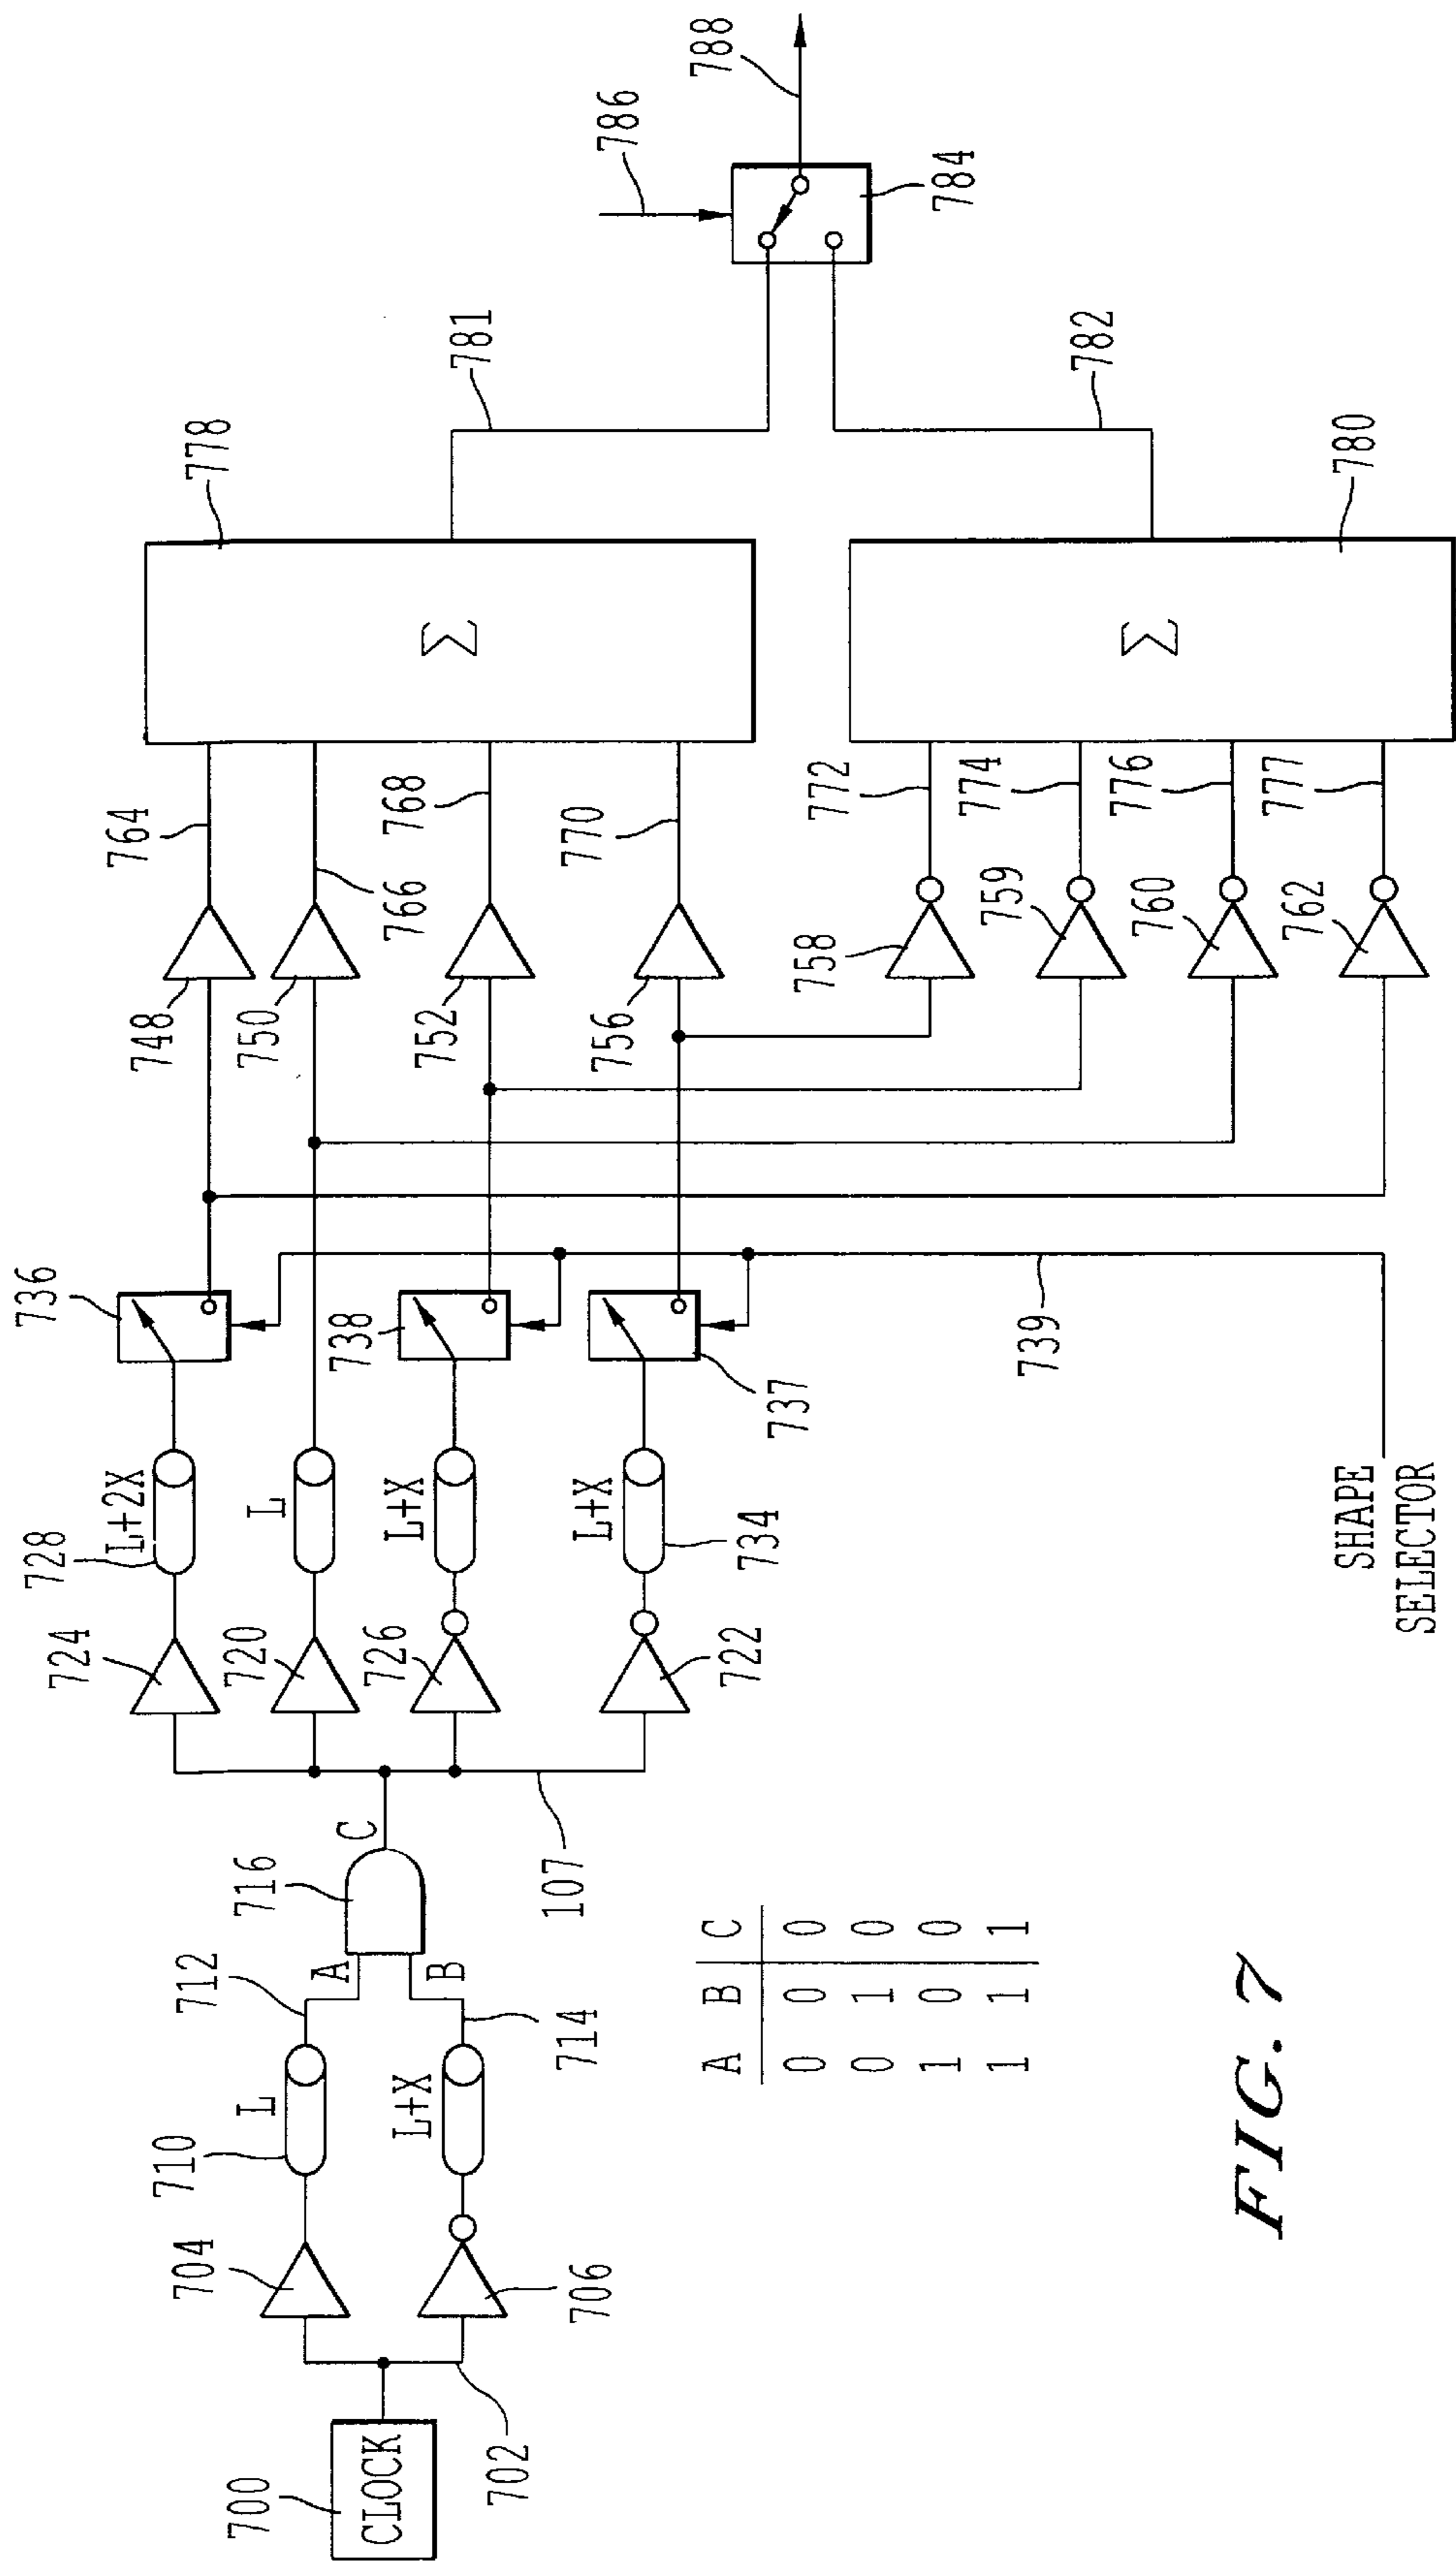 700
CLOCK
702
704
706
710
L
L+X
712
714
A
B
716
C
107
A B C
0 0 0
0 1 0
1 0 0
1 1 1
724
720
726
722
728
L+2X
L
L+X
L+X
734
736
738
737
739
SHAPE
SELECTOR
748
750
752
756
758
759
760
762
764
766
768
770
772
774
776
777
778
Σ
780
Σ
781
782
784
786
788
FIG. 7